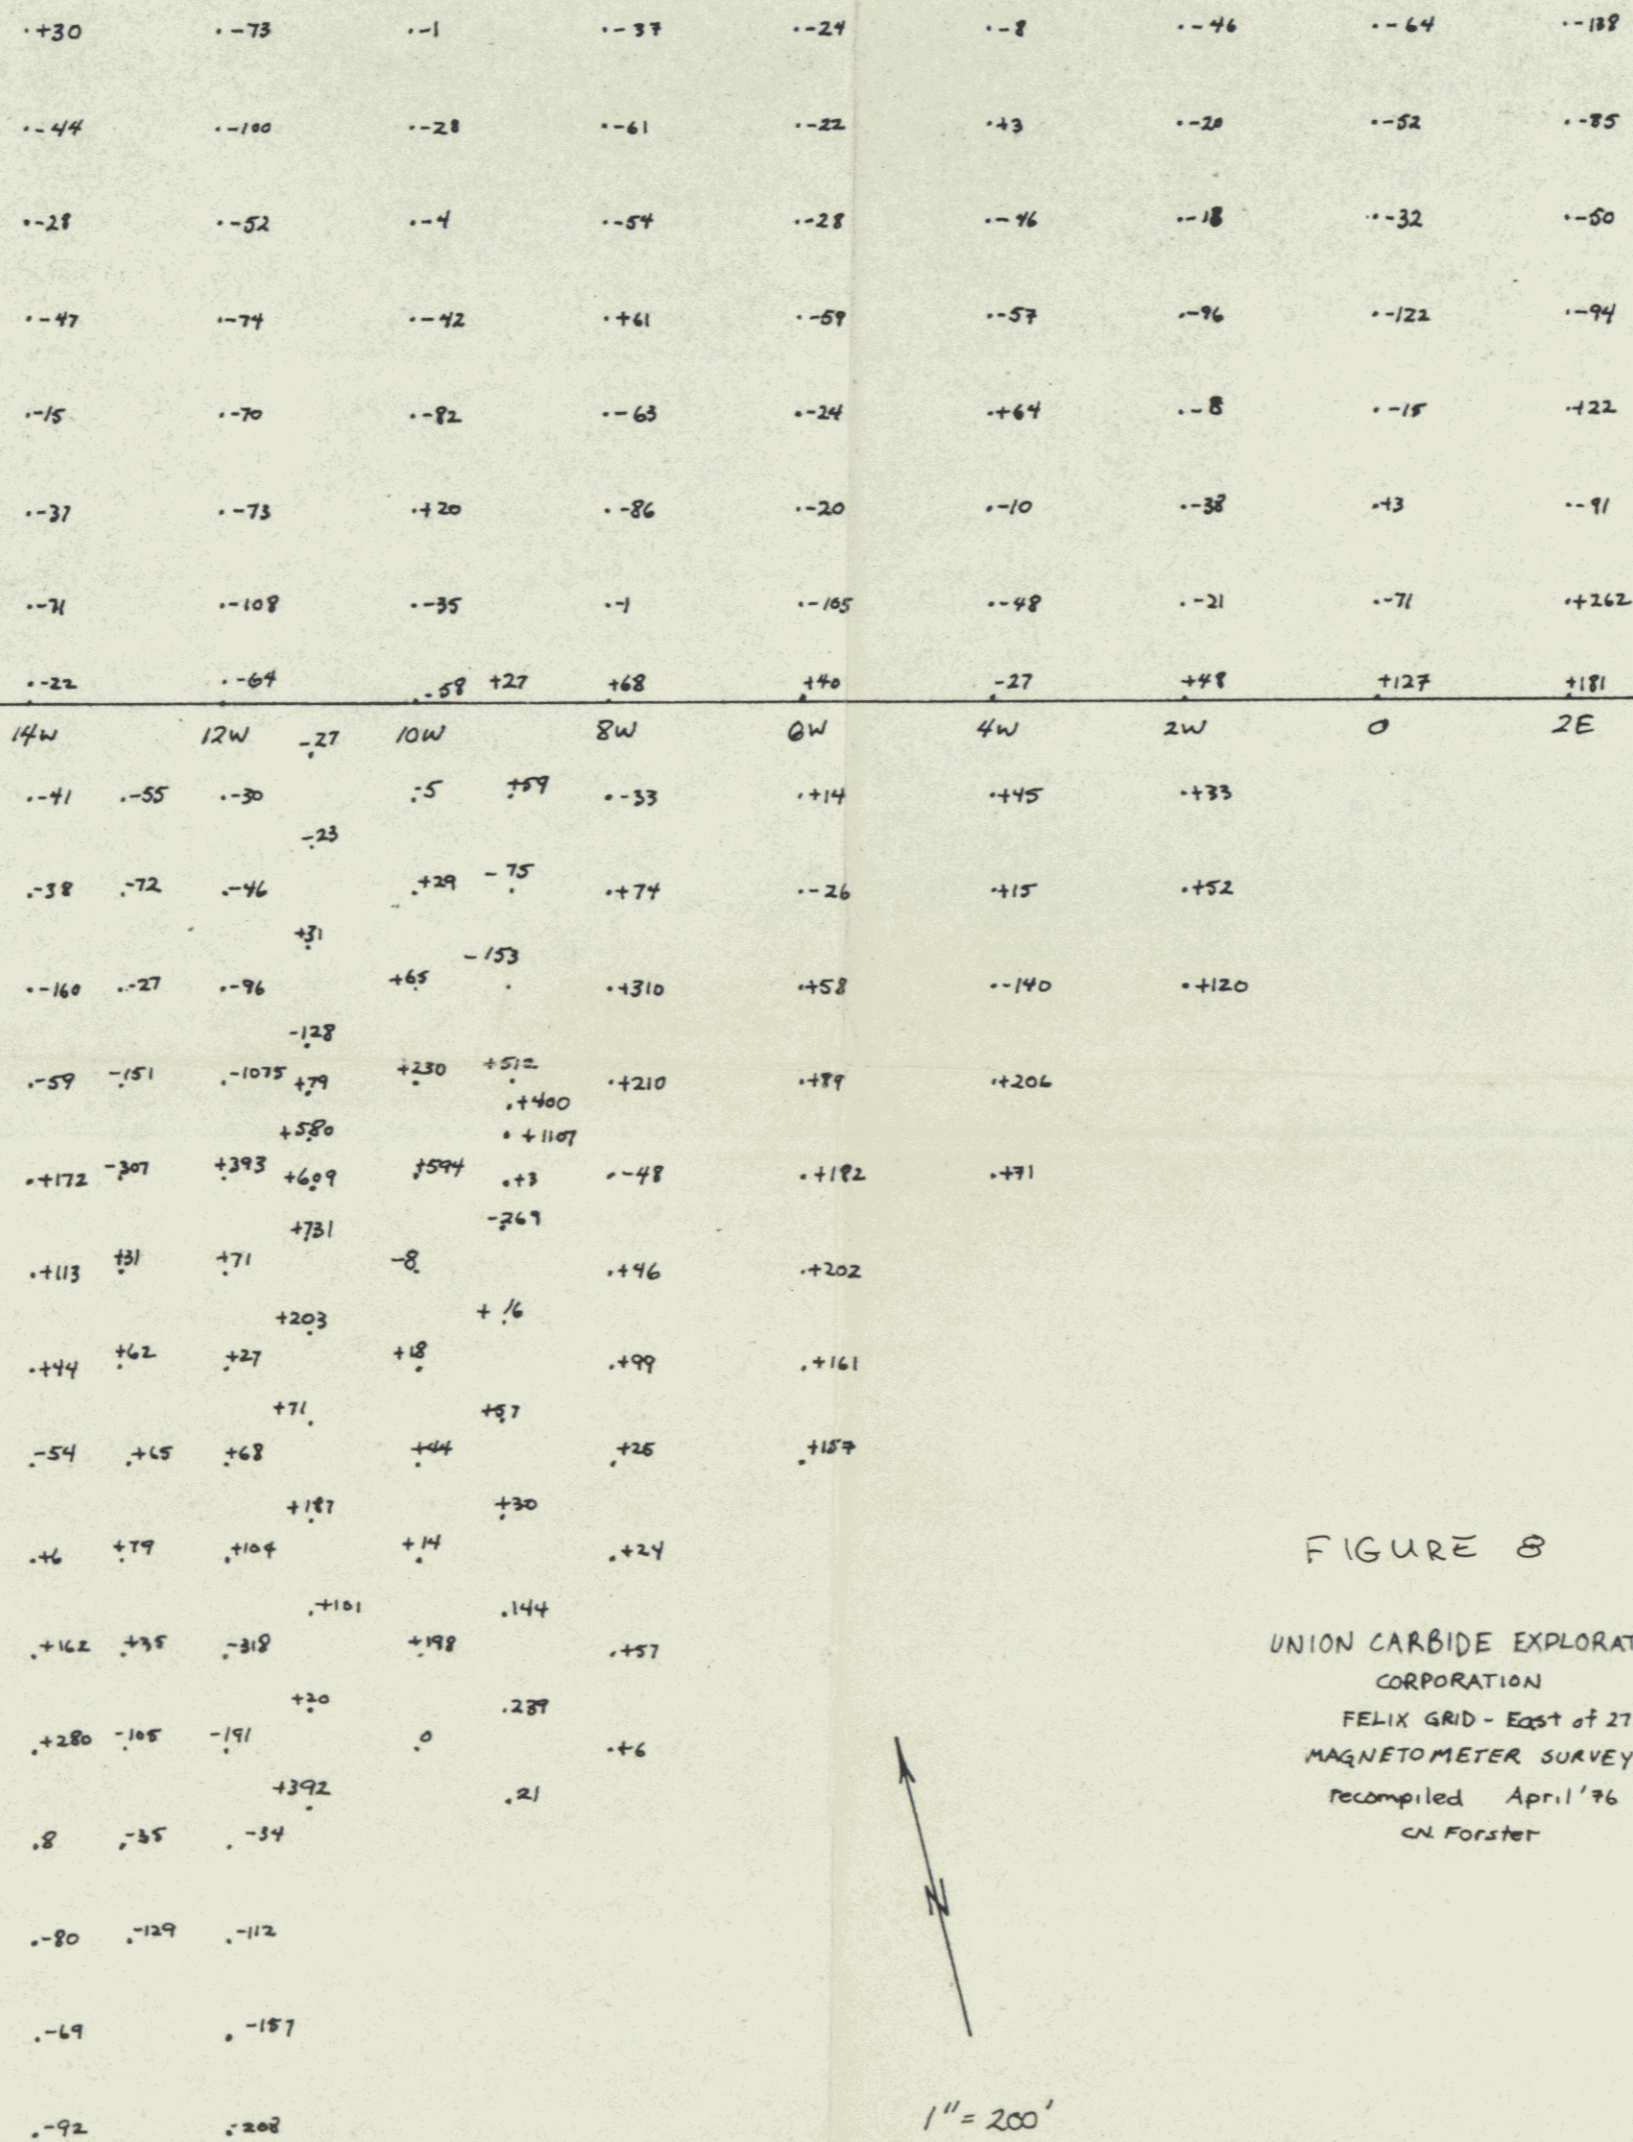 +30 -73 -1 -37 -24 -8 -46 -64 -138
-44 -100 -28 -61 -22 +3 -20 -52 -85
-28 -52 -4 -54 -28 -46 -18 -32 -50
-47 -74 -42 +61 -59 -57 -96 -122 -94
-15 -70 -82 -63 -24 +64 -8 -15 +22
-37 -73 +20 -86 -20 -10 -38 +3 -91
-71 -108 -35 -1 -105 -48 -21 -71 +262
-22 -64 -58 +27 +68 +40 -27 +48 +127 +181
14W 12W -27 10W 8W 6W 4W 2W 0 2E
-41 -55 -30 -5 +59 -33 +14 +45 +33
-23
-38 -72 -46 +29 -75 +74 -26 +15 +52
+31
-153
-160 -27 -96 +65 +310 +58 -140 +120
-128
-59 -151 -1075 +79 +230 +512 +210 +89 +206
+400
+580 +1107
+172 -307 +393 +609 +594 +3 -48 +182 +71
+731 -269
+113 +31 +71 -8 +46 +202
+203 +16
+44 +62 +27 +18 +99 +161
+71 +57
-54 +65 +68 +44 +25 +157
+187 +30
+6 +79 +104 +14 +24
FIGURE 8
+101 144
+162 +35 -318 +198 +57
UNION CARBIDE EXPLORAT
CORPORATION
+20 239
FELIX GRID - East of 27
+280 -105 -191 0 +6
MAGNETOMETER SURVEY
+392 21
recompiled April '76
8 -35 -34
CN. Forster
-80 -129 -112
N
-69 -157
-92 -208
1" = 200'